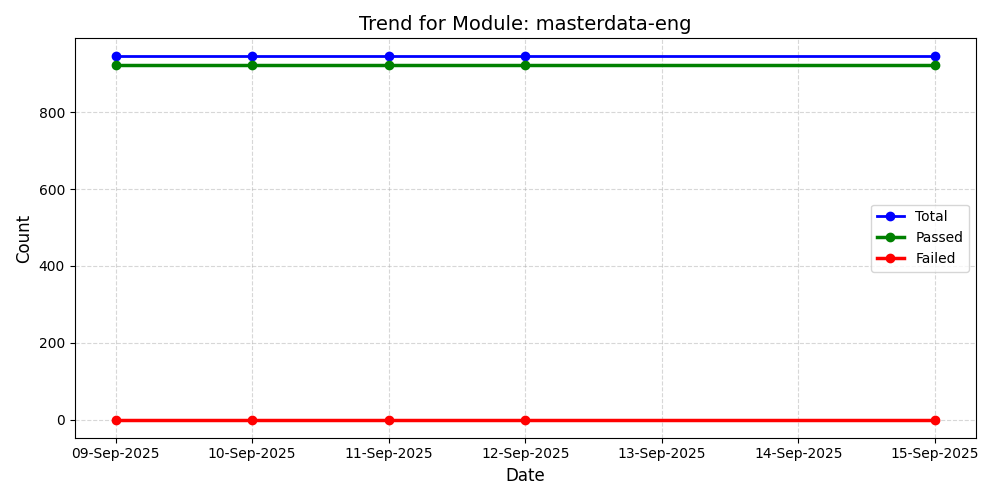 Trend for Module: masterdata-eng
Count
800
600
400
200
0
Total
Passed
Failed
09-Sep-2025 10-Sep-2025 11-Sep-2025 12-Sep-2025 13-Sep-2025 14-Sep-2025 15-Sep-2025
Date